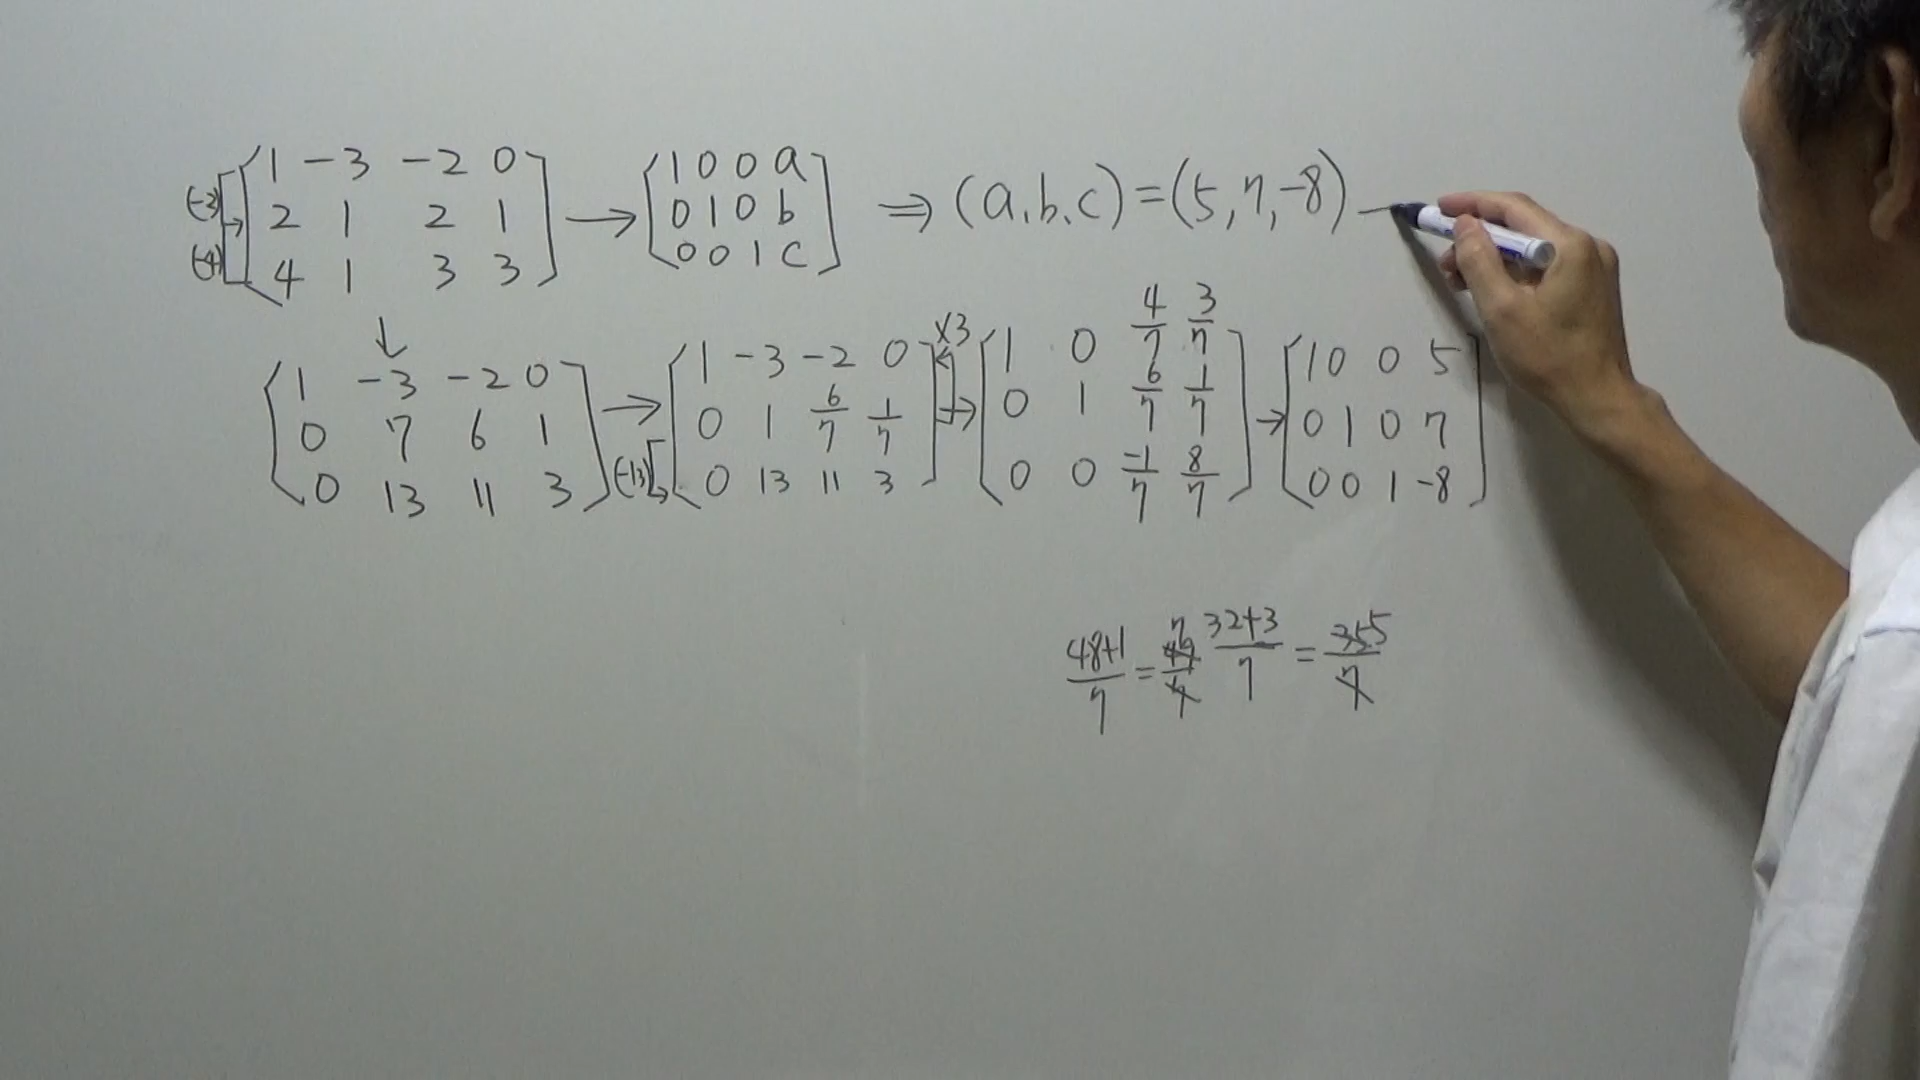 (-2) [1 -3 -2 0] [1 0 0 a]
(-4) [2 1 2 1] → [0 1 0 b] ⇒ (a, b, c) = (5, 7, -8) —
[4 1 3 3] [0 0 1 c]
↓
[1 -3 -2 0] [1 -3 -2 0] ×3 [1 0 4/7 3/7] [1 0 0 5]
[0 7 6 1] → [0 1 6/7 1/7] → [0 1 6/7 1/7] → [0 1 0 7]
[0 13 11 3] (-13) [0 13 11 3] [0 0 -1/7 8/7] [0 0 1 -8]
48+1/7 = 49/7 7 32+3/7 = 35/7 5